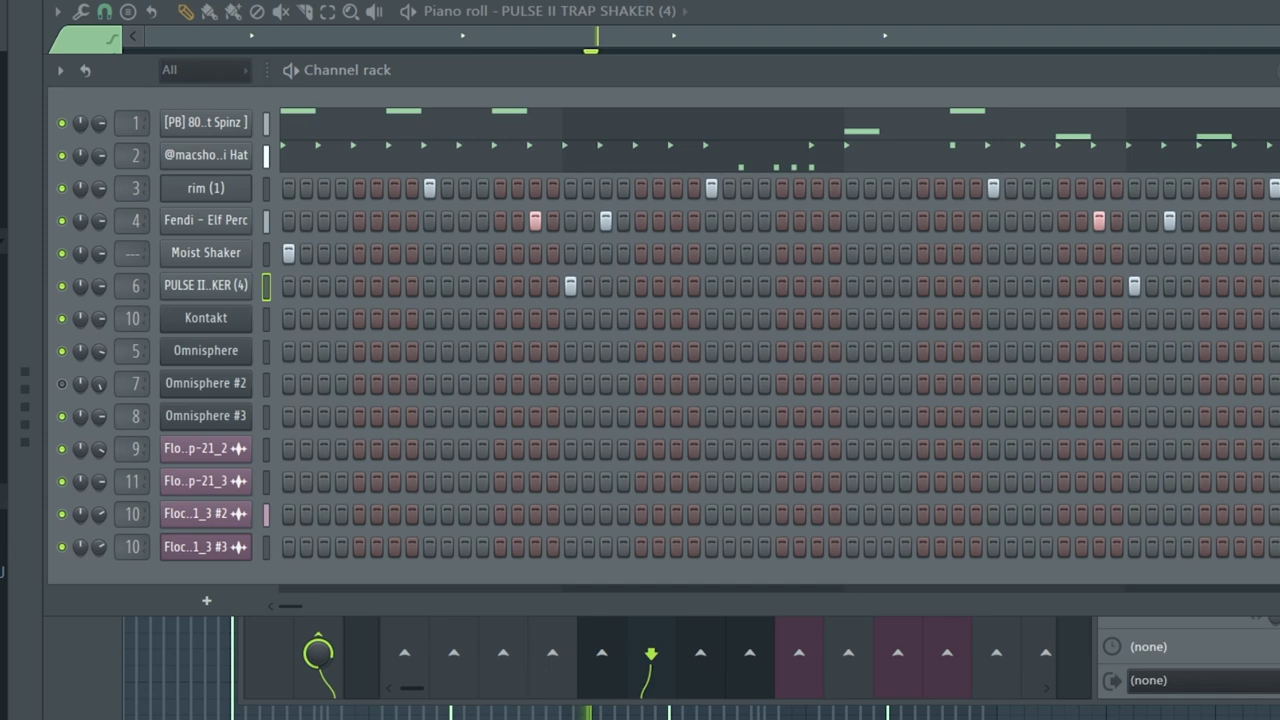 Piano roll - PULSE II TRAP SHAKER (4)
All
Channel rack
1 [PB] 80..t Spinz ]
2 @macsho..i Hat
3 rim (1)
4 Fendi - Elf Perc
--- Moist Shaker
6 PULSE II..KER (4)
10 Kontakt
5 Omnisphere
7 Omnisphere #2
8 Omnisphere #3
9 Flo..p-21_2
11 Flo..p-21_3
10 Floc..1_3 #2
10 Floc..1_3 #3
+
(none)
(none)